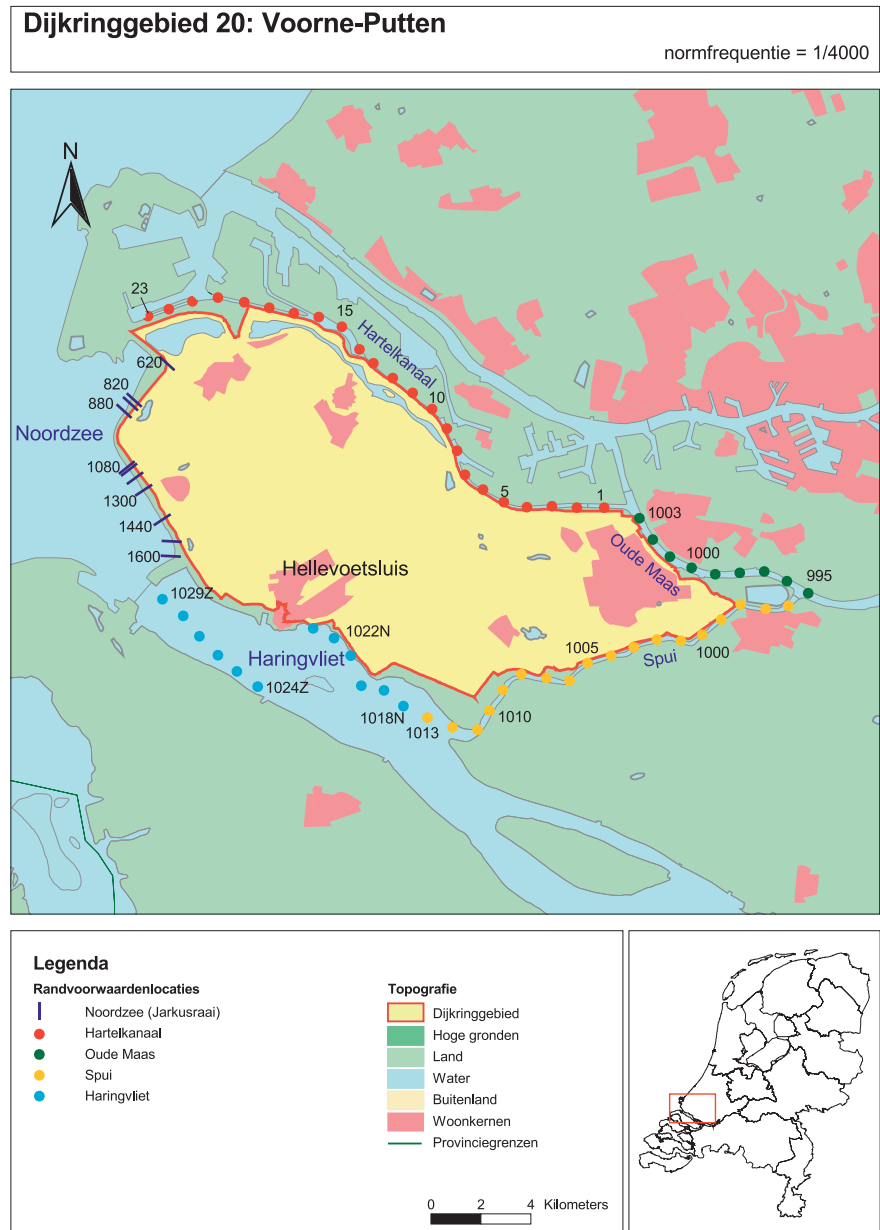 Dijkringgebied 20: Voorne-Putten
normfrequentie = 1/4000
N
23
15
Hartelkanaal
620
820
880
10
Noordzee
1080
5
1
1300
1003
1440
Oude Maas
1000
1600
Hellevoetsluis
995
1029Z
1022N
Haringvliet
1005
1000
Spui
1024Z
1018N
1010
1013
Legenda
Randvoorwaardenlocaties
Noordzee (Jarkusraai)
Hartelkanaal
Oude Maas
Spui
Haringvliet
Topografie
Dijkringgebied
Hoge gronden
Land
Water
Buitenland
Woonkernen
Provinciegrenzen
0 2 4 Kilometers